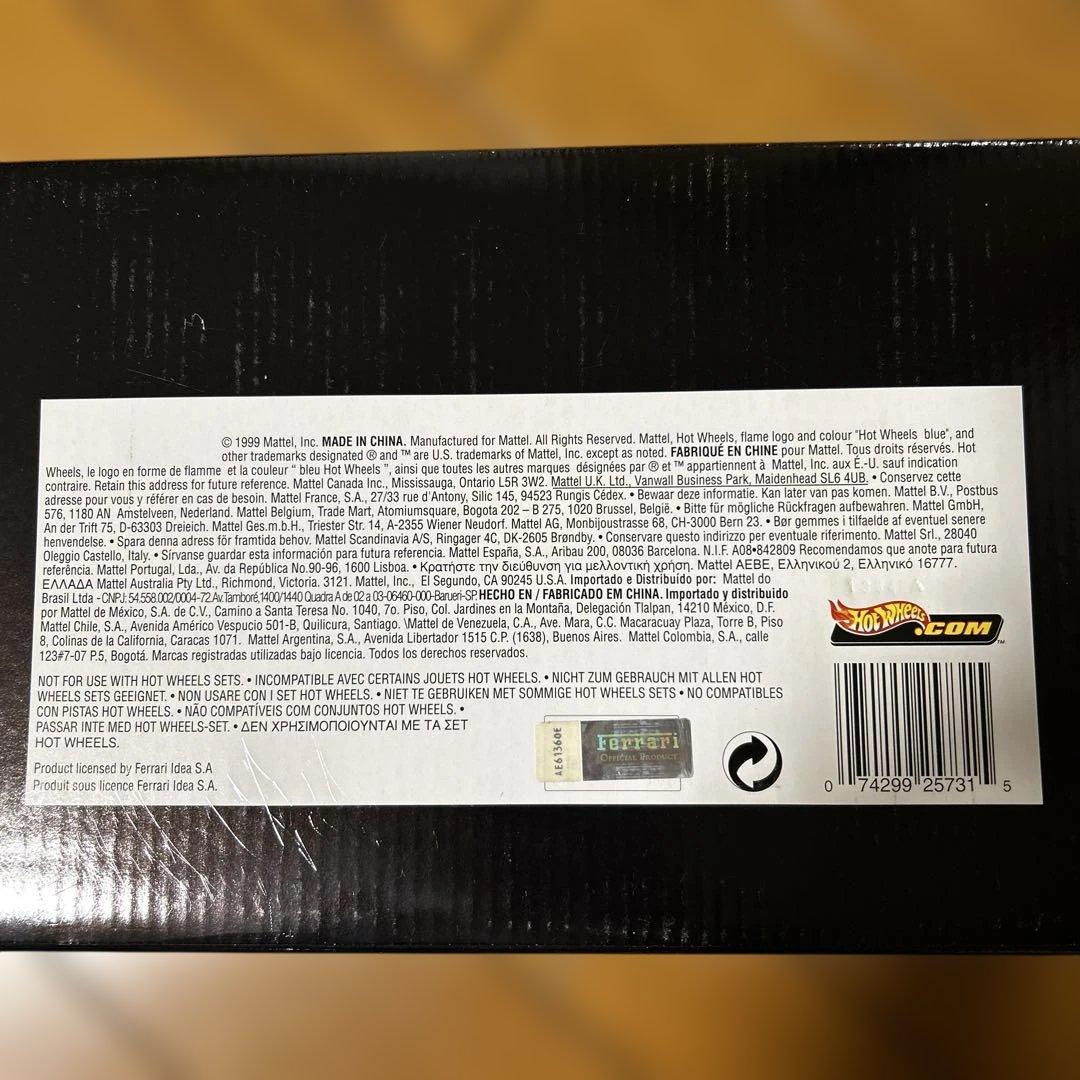 © 1999 Mattel, Inc. MADE IN CHINA. Manufactured for Mattel. All Rights Reserved. Mattel, Hot Wheels, flame logo and colour "Hot Wheels blue", and
other trademarks designated ® and ™ are U.S. trademarks of Mattel, Inc. except as noted. FABRIQUÉ EN CHINE pour Mattel. Tous droits réservés. Hot
Wheels, le logo en forme de flamme et la couleur " bleu Hot Wheels ", ainsi que toutes les autres marques désignées par ® et ™ appartiennent à Mattel, Inc. aux É.-U. sauf indication
contraire. Retain this address for future reference. Mattel Canada Inc., Mississauga, Ontario L5R 3W2. Mattel U.K. Ltd., Vanwall Business Park, Maidenhead SL6 4UB. • Conservez cette
adresse pour vous y référer en cas de besoin. Mattel France, S.A., 27/33 rue d'Antony, Silic 145, 94523 Rungis Cédex. • Bewaar deze informatie. Kan later van pas komen. Mattel B.V., Postbus
576, 1180 AN Amstelveen, Nederland. Mattel Belgium, Trade Mart, Atomiumsquare, Bogota 202 – B 275, 1020 Brussel, België. • Bitte für mögliche Rückfragen aufbewahren. Mattel GmbH,
An der Trift 75, D-63303 Dreieich. Mattel Ges.m.b.H., Triester Str. 14, A-2355 Wiener Neudorf. Mattel AG, Monbijoustrasse 68, CH-3000 Bern 23. • Bør gemmes i tilfaelde af eventuel senere
henvendelse. • Spara denna adress för framtida behov. Mattel Scandinavia A/S, Ringager 4C, DK-2605 Brøndby. • Conservare questo indirizzo per eventuale riferimento. Mattel Srl., 28040
Oleggio Castello, Italy. • Sírvanse guardar esta información para futura referencia. Mattel España, S.A., Aribau 200, 08036 Barcelona. N.I.F. A08•842809 Recomendamos que anote para futura
referência. Mattel Portugal, Lda., Av. da República No.90-96, 1600 Lisboa. • Κρατήστε την διεύθυνση για μελλοντική χρήση. Mattel AEBE, Ελληνικού 2, Ελληνικό 16777.
ΕΛΛΑΔΑ Mattel Australia Pty Ltd., Richmond, Victoria. 3121. Mattel, Inc., El Segundo, CA 90245 U.S.A. Importado e Distribuído por: Mattel do
Brasil Ltda - CNPJ: 54.558.002/0004-72. Av. Tamboré, 1400/1440 Quadra A de 02 a 03-06460-000-Barueri-SP. HECHO EN / FABRICADO EM CHINA. Importado y distribuido
por Mattel de México, S.A. de C.V., Camino a Santa Teresa No. 1040, 7o. Piso, Col. Jardines en la Montaña, Delegación Tlalpan, 14210 México, D.F.
Mattel Chile, S.A., Avenida Américo Vespucio 501-B, Quilicura, Santiago. \Mattel de Venezuela, C.A., Ave. Mara, C.C. Macaracuay Plaza, Torre B, Piso
8, Colinas de la California, Caracas 1071. Mattel Argentina, S.A., Avenida Libertador 1515 C.P. (1638), Buenos Aires. Mattel Colombia, S.A., calle
123#7-07 P.5, Bogotá. Marcas registradas utilizadas bajo licencia. Todos los derechos reservados.
NOT FOR USE WITH HOT WHEELS SETS. • INCOMPATIBLE AVEC CERTAINS JOUETS HOT WHEELS. • NICHT ZUM GEBRAUCH MIT ALLEN HOT
WHEELS SETS GEEIGNET. • NON USARE CON I SET HOT WHEELS. • NIET TE GEBRUIKEN MET SOMMIGE HOT WHEELS SETS • NO COMPATIBLES
CON PISTAS HOT WHEELS. • NÃO COMPATÍVEIS COM CONJUNTOS HOT WHEELS. •
PASSAR INTE MED HOT WHEELS-SET. • ΔΕΝ ΧΡΗΣΙΜΟΠΟΙΟΥΝΤΑΙ ΜΕ ΤΑ ΣΕΤ
HOT WHEELS.
Product licensed by Ferrari Idea S.A
Produit sous licence Ferrari Idea S.A.
AE61360E
Ferrari
OFFICIAL PRODUCT
HOT WHEELS.COM™
0 74299 25731 5